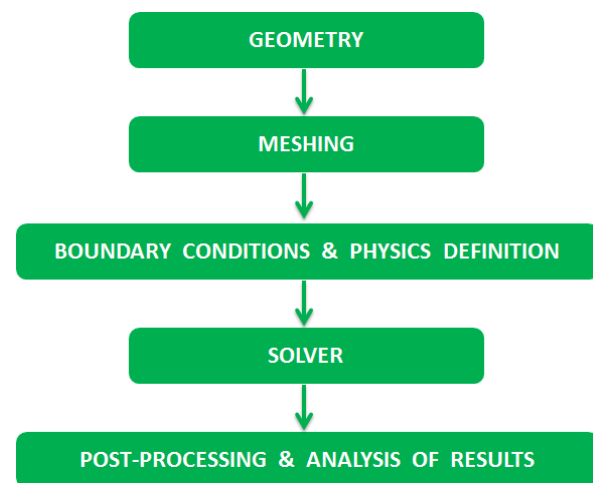 GEOMETRY
MESHING
BOUNDARY CONDITIONS & PHYSICS DEFINITION
SOLVER
POST-PROCESSING & ANALYSIS OF RESULTS